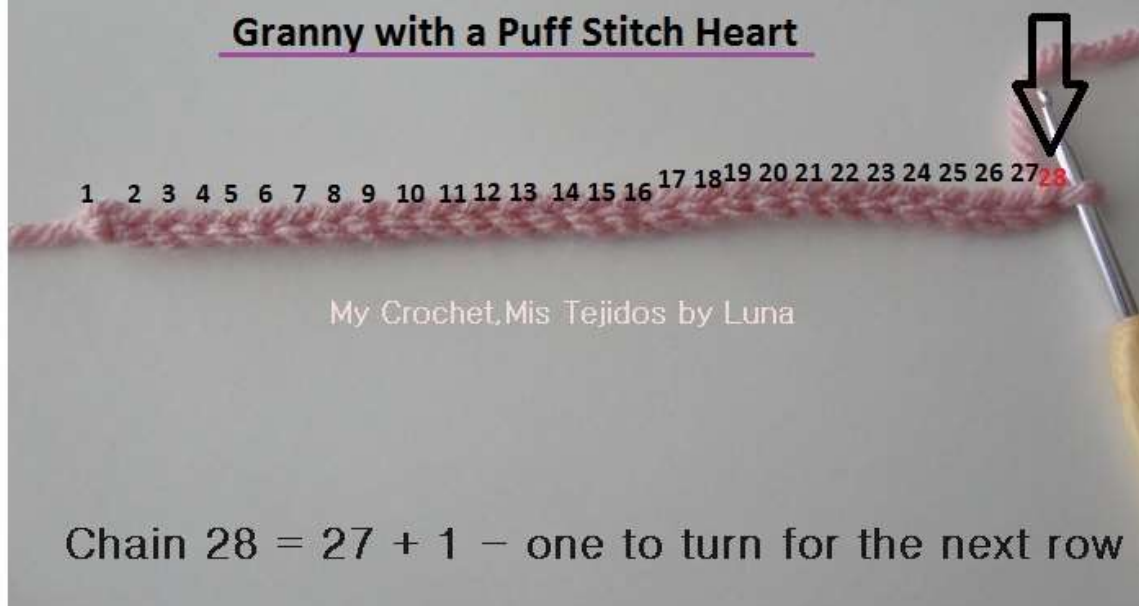 Granny with a Puff Stitch Heart
1 2 3 4 5 6 7 8 9 10 11 12 13 14 15 16 17 18 19 20 21 22 23 24 25 26 27 28
My Crochet,Mis Tejidos by Luna
Chain 28 = 27 + 1 - one to turn for the next row